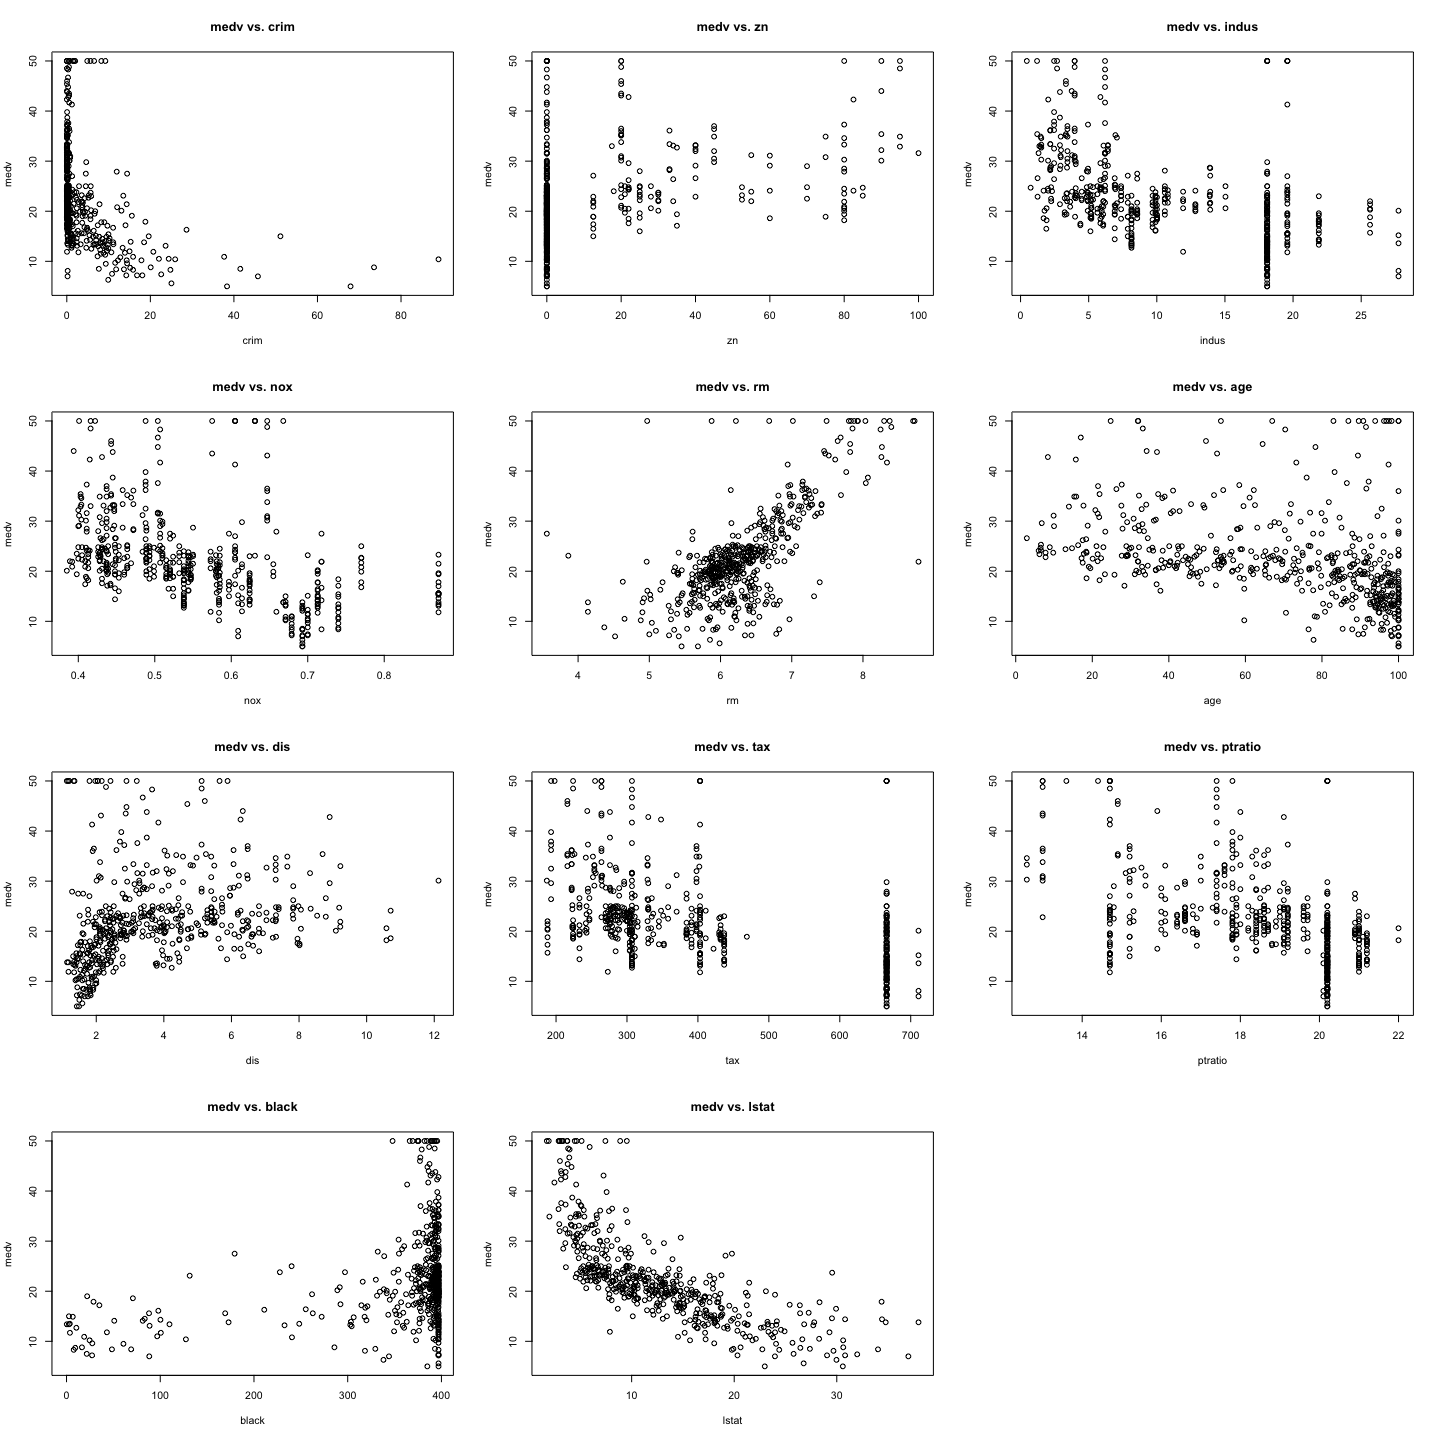 medv vs. crim
medv
50
40
30
20
10
0 20 40 60 80
crim
medv vs. zn
medv
50
40
30
20
10
0 20 40 60 80 100
zn
medv vs. indus
medv
50
40
30
20
10
0 5 10 15 20 25
indus
medv vs. nox
medv
50
40
30
20
10
0.4 0.5 0.6 0.7 0.8
nox
medv vs. rm
medv
50
40
30
20
10
4 5 6 7 8
rm
medv vs. age
medv
50
40
30
20
10
0 20 40 60 80 100
age
medv vs. dis
medv
50
40
30
20
10
2 4 6 8 10 12
dis
medv vs. tax
medv
50
40
30
20
10
200 300 400 500 600 700
tax
medv vs. ptratio
medv
50
40
30
20
10
14 16 18 20 22
ptratio
medv vs. black
medv
50
40
30
20
10
0 100 200 300 400
black
medv vs. lstat
medv
50
40
30
20
10
10 20 30
lstat